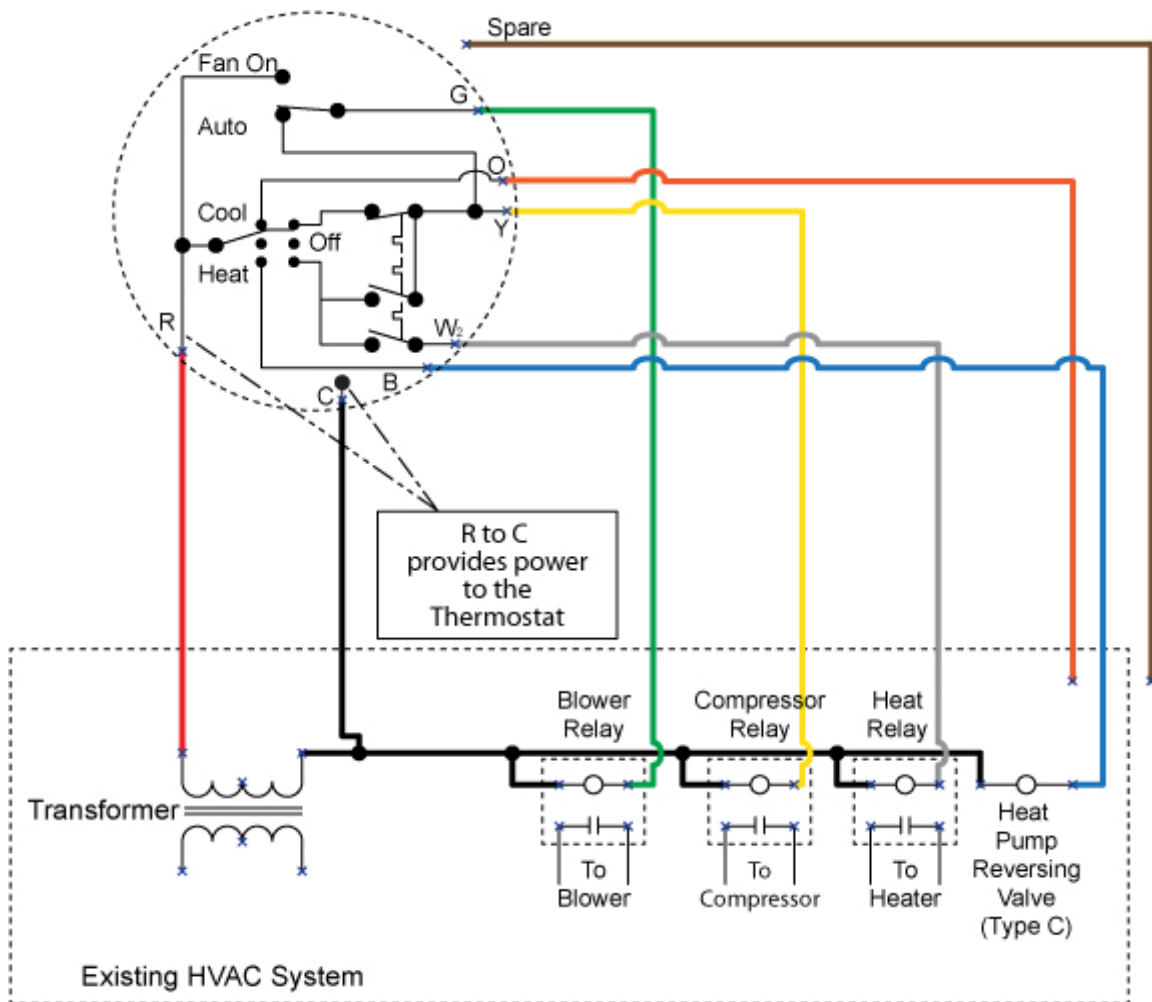 Spare
Fan On
G
Auto
O
Cool
Y
Off
Heat
R
W2
B
C
R to C
provides power
to the
Thermostat
Blower
Relay
Compressor
Relay
Heat
Relay
Transformer
To
Blower
To
Compressor
To
Heater
Heat
Pump
Reversing
Valve
(Type C)
Existing HVAC System